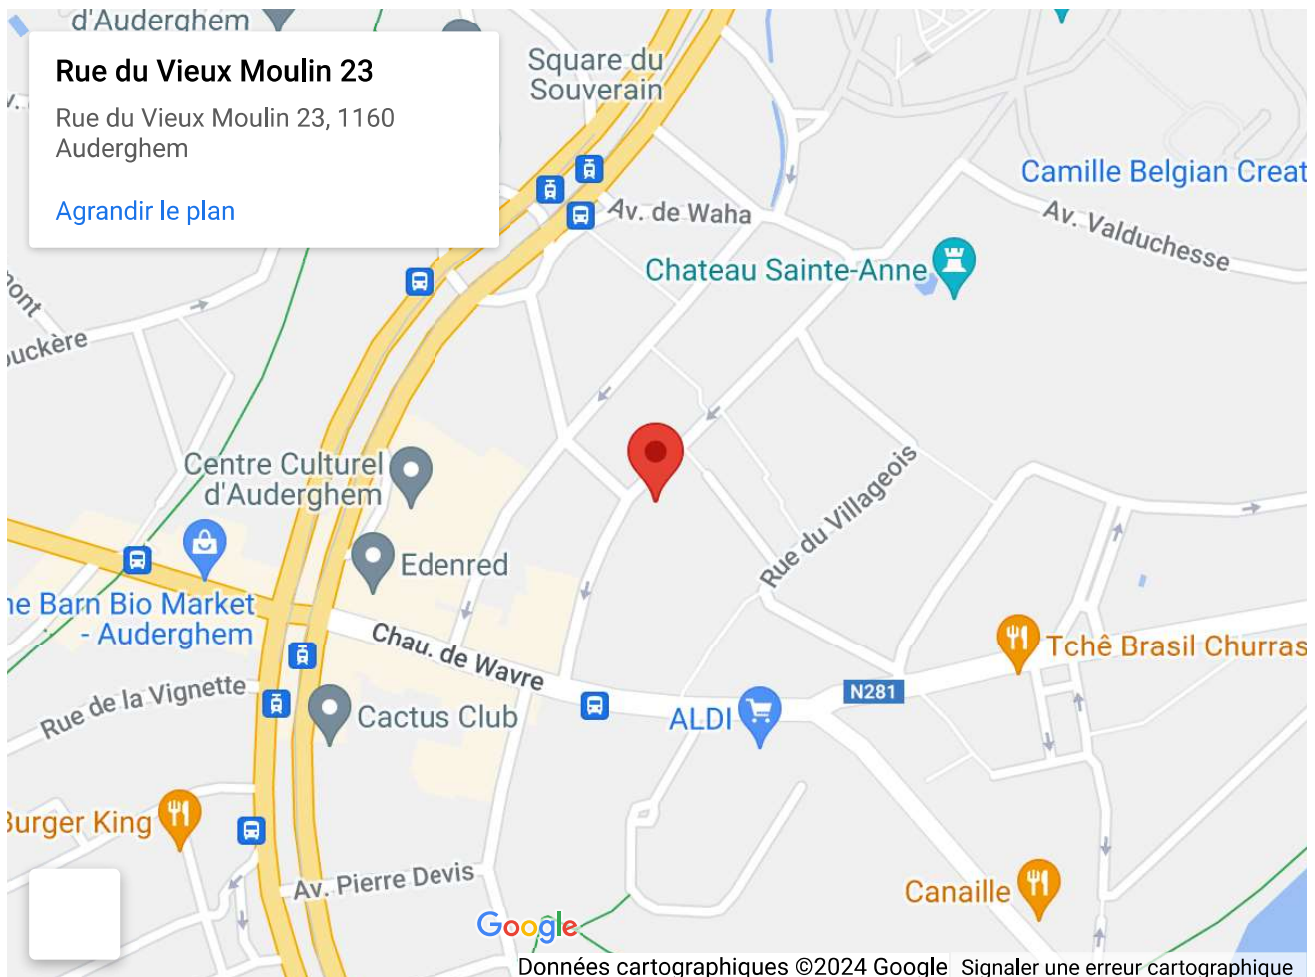 d'Auderghem
Rue du Vieux Moulin 23
Rue du Vieux Moulin 23, 1160
Auderghem
Agrandir le plan
Square du
Souverain
Camille Belgian Creat
Av. de Waha
Av. Valduchesse
Chateau Sainte-Anne
mont
ouckère
Centre Culturel
d'Auderghem
Rue du Villageois
Edenred
ne Barn Bio Market
- Auderghem
Chau. de Wavre
Tchê Brasil Churras
Rue de la Vignette
N281
Cactus Club
ALDI
Burger King
Av. Pierre Devis
Canaille
Google
Données cartographiques ©2024 Google Signaler une erreur cartographique